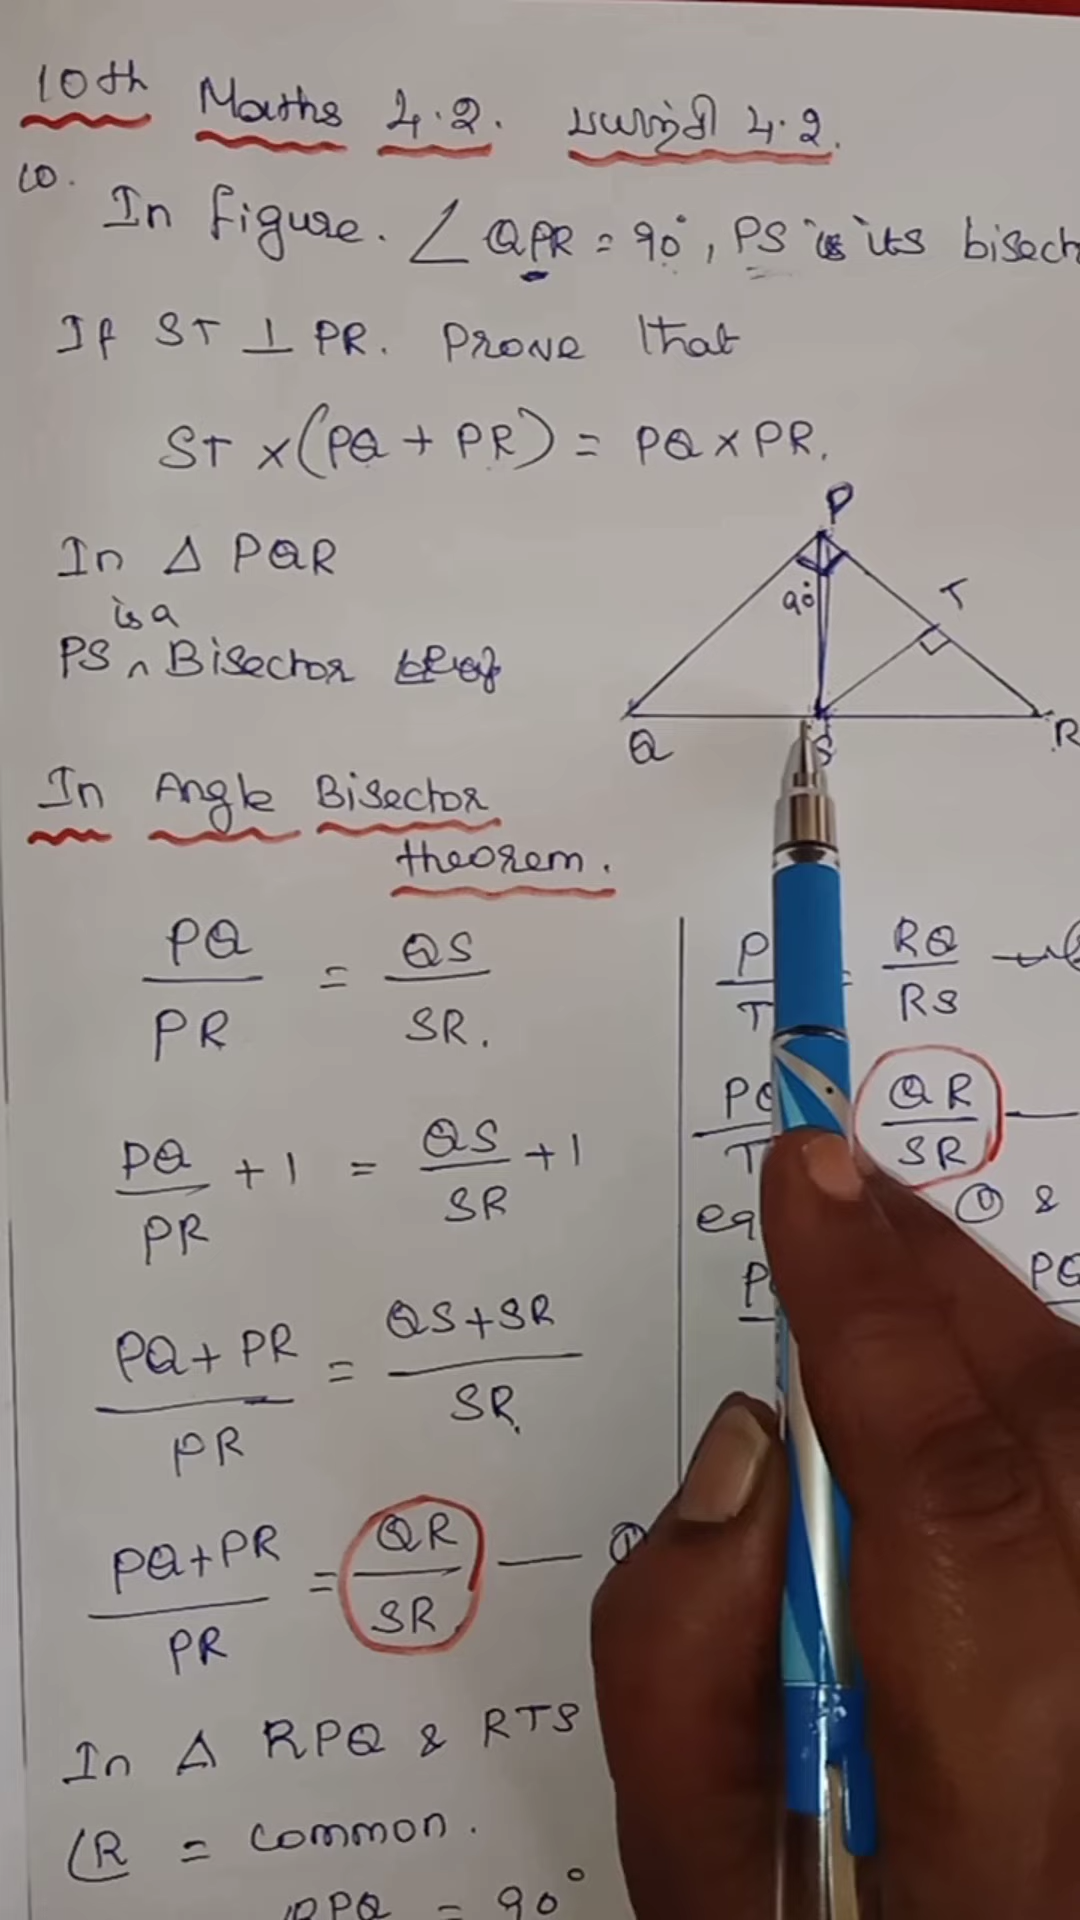 10th Maths 4.2. பயிற்சி 4.2.
10.
In figure. ∠QPR = 90°, PS is its
If ST ⊥ PR. Prove that
ST × (PQ + PR) = PQ × PR.
In Δ PQR
is a
PS ^ Bisector
In Angle Bisector
theorem.
PQ/PR = QS/SR.
PQ/PR + 1 = QS/SR + 1
PQ + PR/PR = QS + SR/SR
PQ + PR/PR = QR/SR — ①
In Δ RPQ & RTS
∠R = common.
RPQ = 90°
P
90°
T
Q
S
R
= RQ/RS
QR/SR
① &